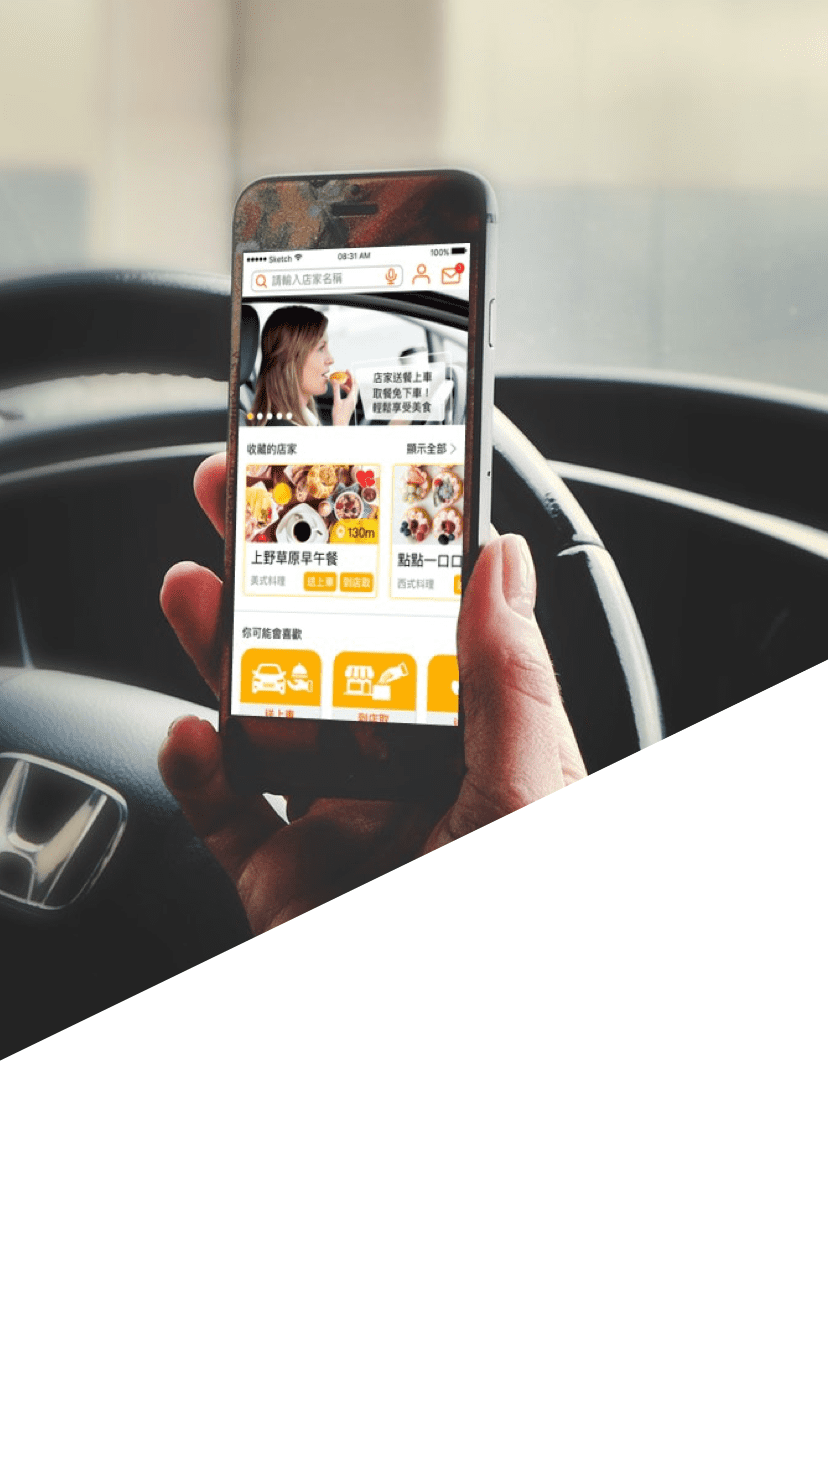 Sketch 08:31 AM 100%
請輸入店家名稱
店家送餐上車
取餐免下車！
輕鬆享受美食
收藏的店家 顯示全部
130m
上野草原早午餐
美式料理 送上車 到店取
點點一口口
西式料理
你可能會喜歡
送上車 到店取